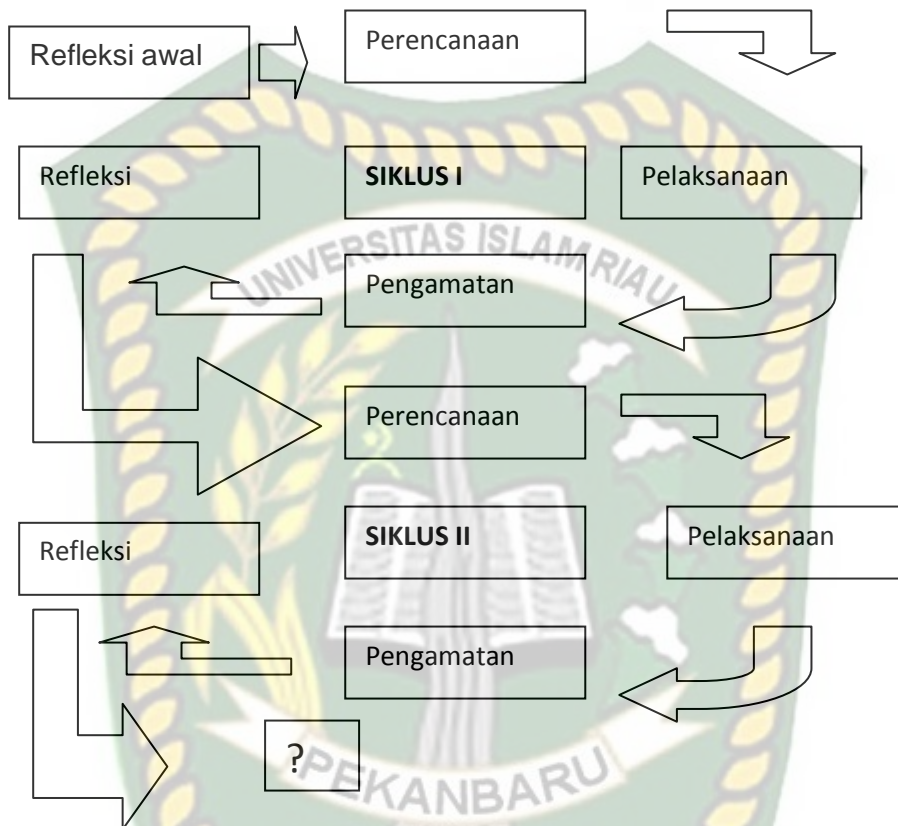 Refleksi awal
Perencanaan
Refleksi
SIKLUS I
Pelaksanaan
UNIVERSITAS ISLAM RIAU
Pengamatan
Perencanaan
Refleksi
SIKLUS II
Pelaksanaan
Pengamatan
?
PEKANBARU